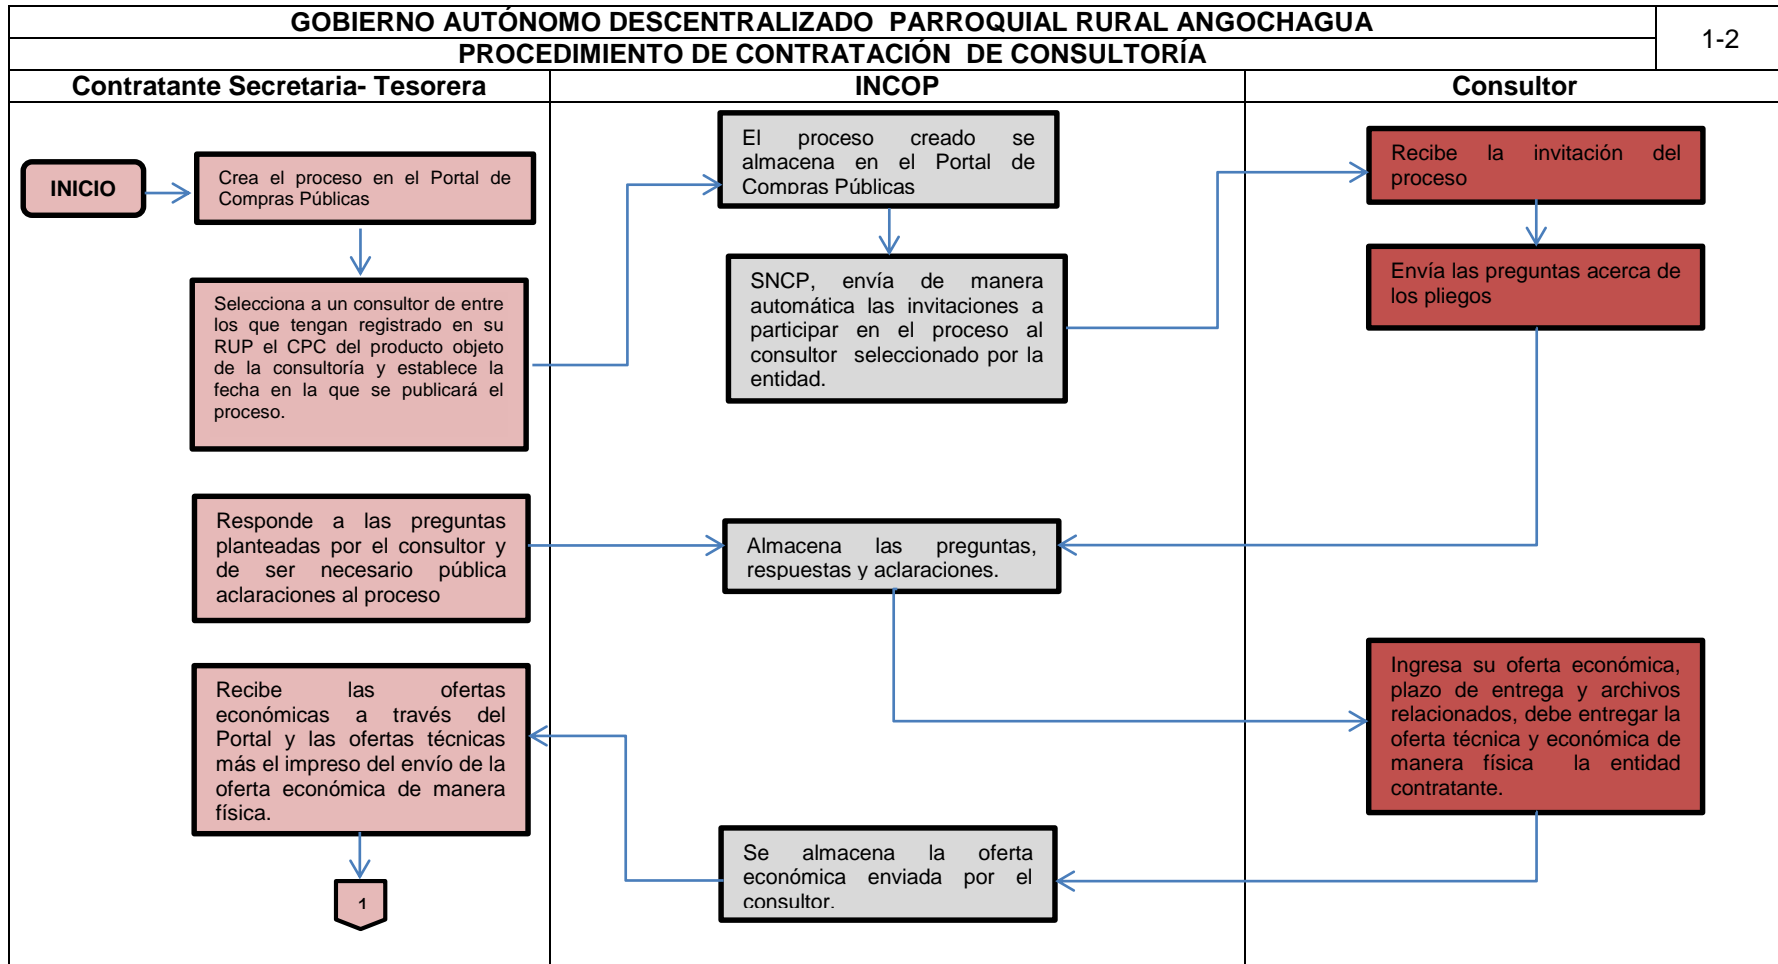 GOBIERNO AUTÓNOMO DESCENTRALIZADO PARROQUIAL RURAL ANGOCHAGUA
1-2
PROCEDIMIENTO DE CONTRATACIÓN DE CONSULTORÍA
Contratante Secretaria- Tesorera
INCOP
Consultor
INICIO
Crea el proceso en el Portal de
Compras Públicas
Selecciona a un consultor de entre
los que tengan registrado en su
RUP el CPC del producto objeto
de la consultoría y establece la
fecha en la que se publicará el
proceso.
El proceso creado se
almacena en el Portal de
Compras Públicas
SNCP, envía de manera
automática las invitaciones a
participar en el proceso al
consultor seleccionado por la
entidad.
Recibe la invitación del
proceso
Envía las preguntas acerca de
los pliegos
Responde a las preguntas
planteadas por el consultor y
de ser necesario pública
aclaraciones al proceso
Almacena las preguntas,
respuestas y aclaraciones.
Ingresa su oferta económica,
plazo de entrega y archivos
relacionados, debe entregar la
oferta técnica y económica de
manera física la entidad
contratante.
Recibe las ofertas
económicas a través del
Portal y las ofertas técnicas
más el impreso del envío de la
oferta económica de manera
física.
Se almacena la oferta
económica enviada por el
consultor.
1